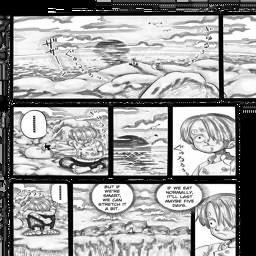 IF WE EAT
NORMALLY,
IT'LL LAST
MAYBE FIVE
DAYS.
BUT IF
WE'RE
SMART,
WE CAN
STRETCH IT
A BIT.